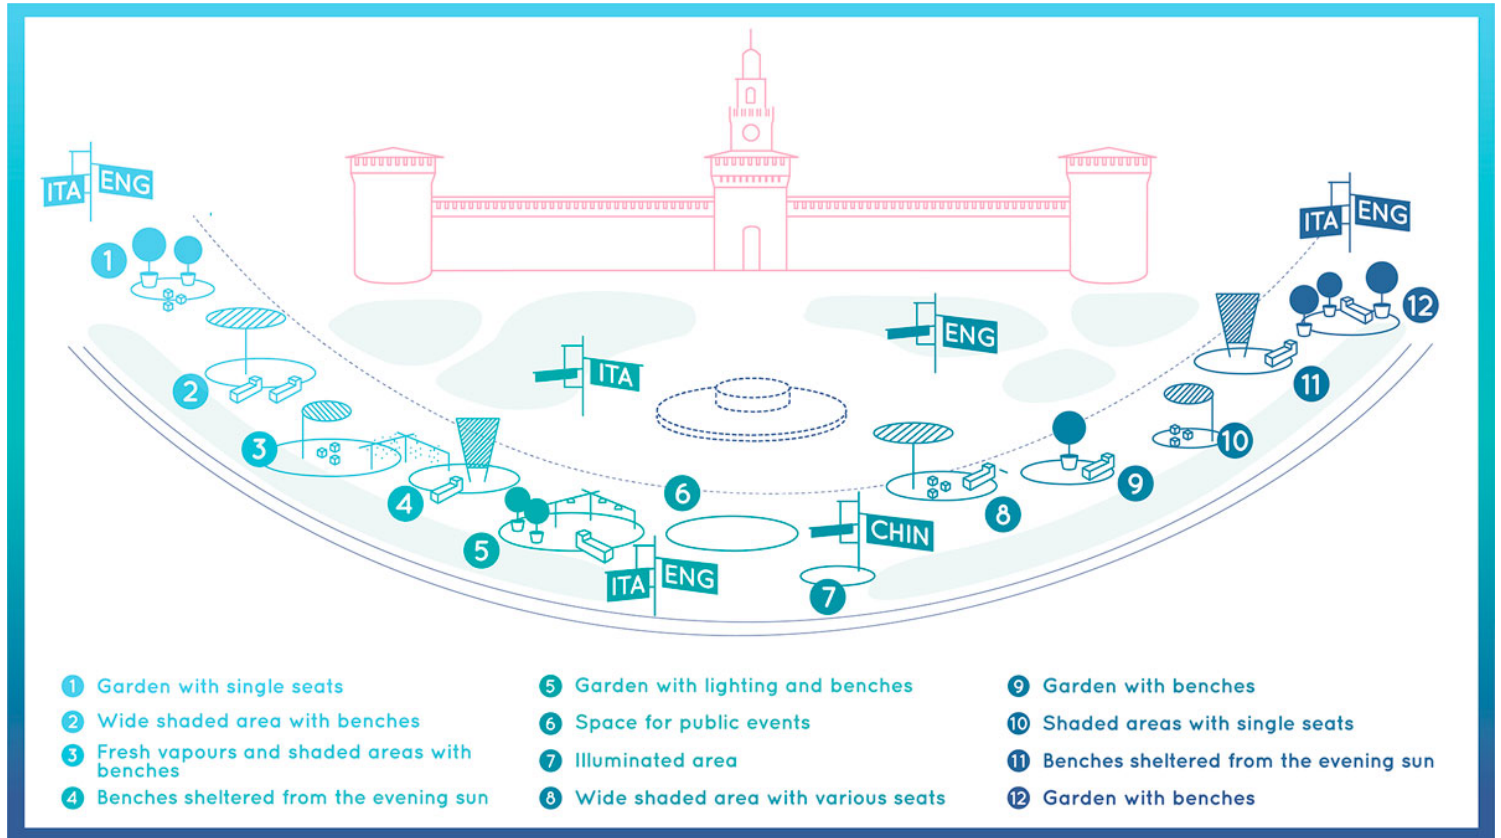 ITA ENG
ITA ENG
1
12
ENG
ITA
11
2
10
3
9
6
4
8
CHIN
5
ITA ENG
7
1 Garden with single seats
2 Wide shaded area with benches
3 Fresh vapours and shaded areas with
benches
4 Benches sheltered from the evening sun
5 Garden with lighting and benches
6 Space for public events
7 Illuminated area
8 Wide shaded area with various seats
9 Garden with benches
10 Shaded areas with single seats
11 Benches sheltered from the evening sun
12 Garden with benches